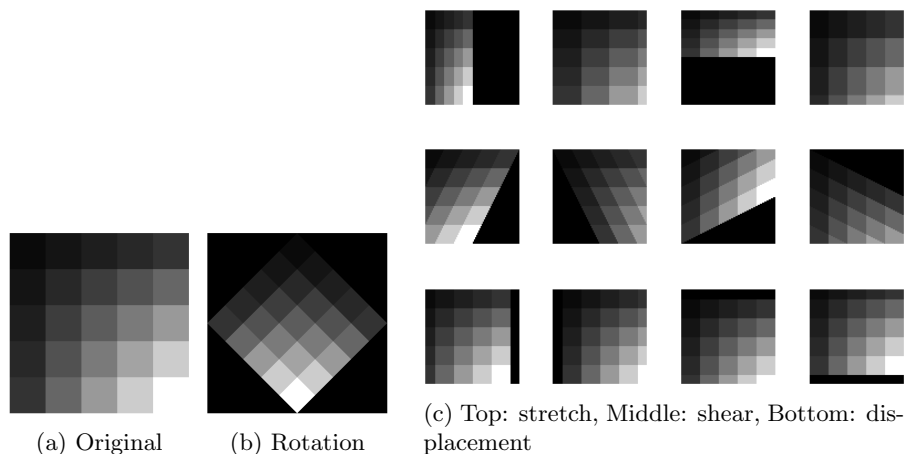 (a) Original
(b) Rotation
(c) Top: stretch, Middle: shear, Bottom: dis-
placement